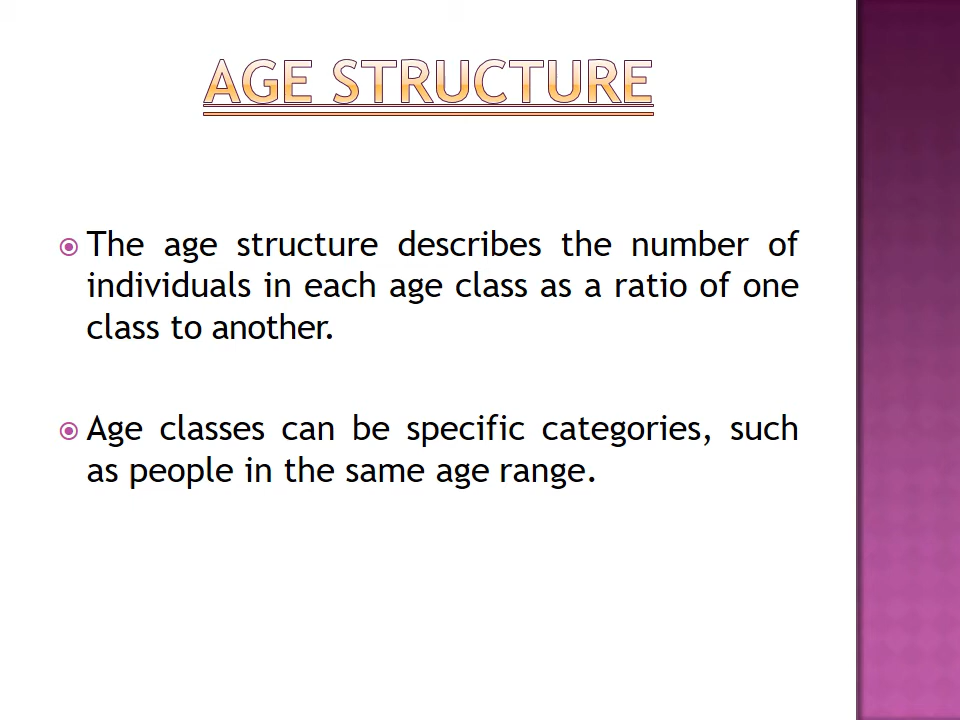 AGE STRUCTURE
The age structure describes the number of
individuals in each age class as a ratio of one
class to another.
Age classes can be specific categories, such
as people in the same age range.